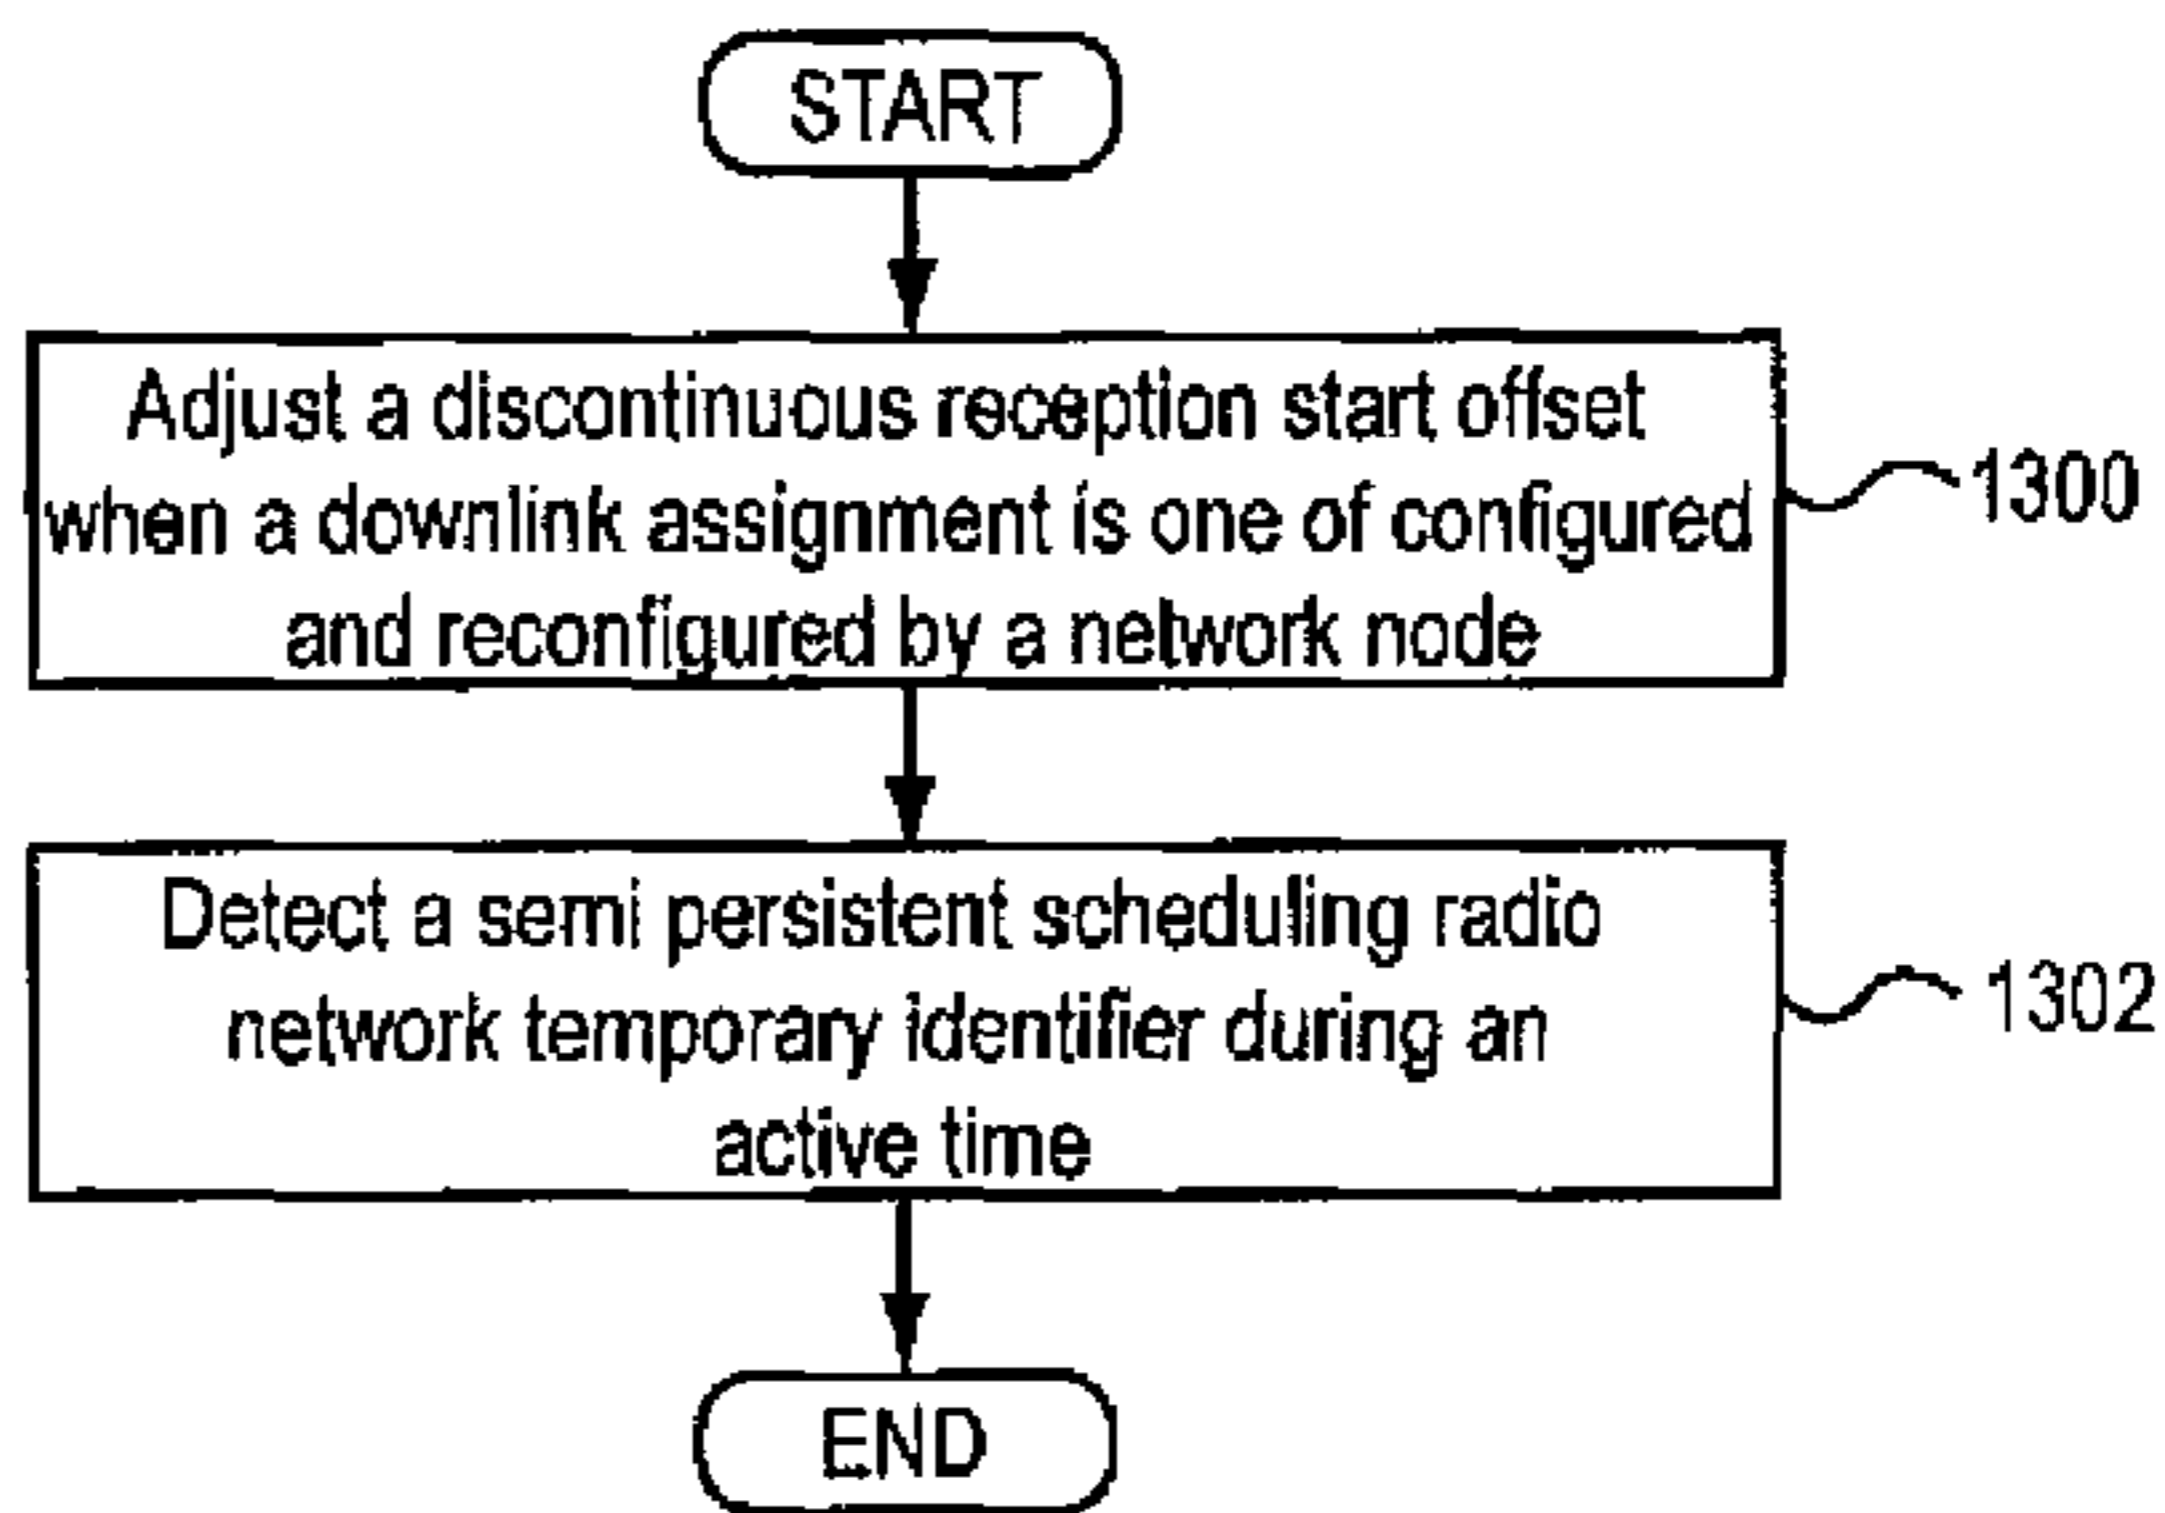 START
Adjust a discontinuous reception start offset
when a downlink assignment is one of configured
and reconfigured by a network node
1300
Detect a semi persistent scheduling radio
network temporary identifier during an
active time
1302
END